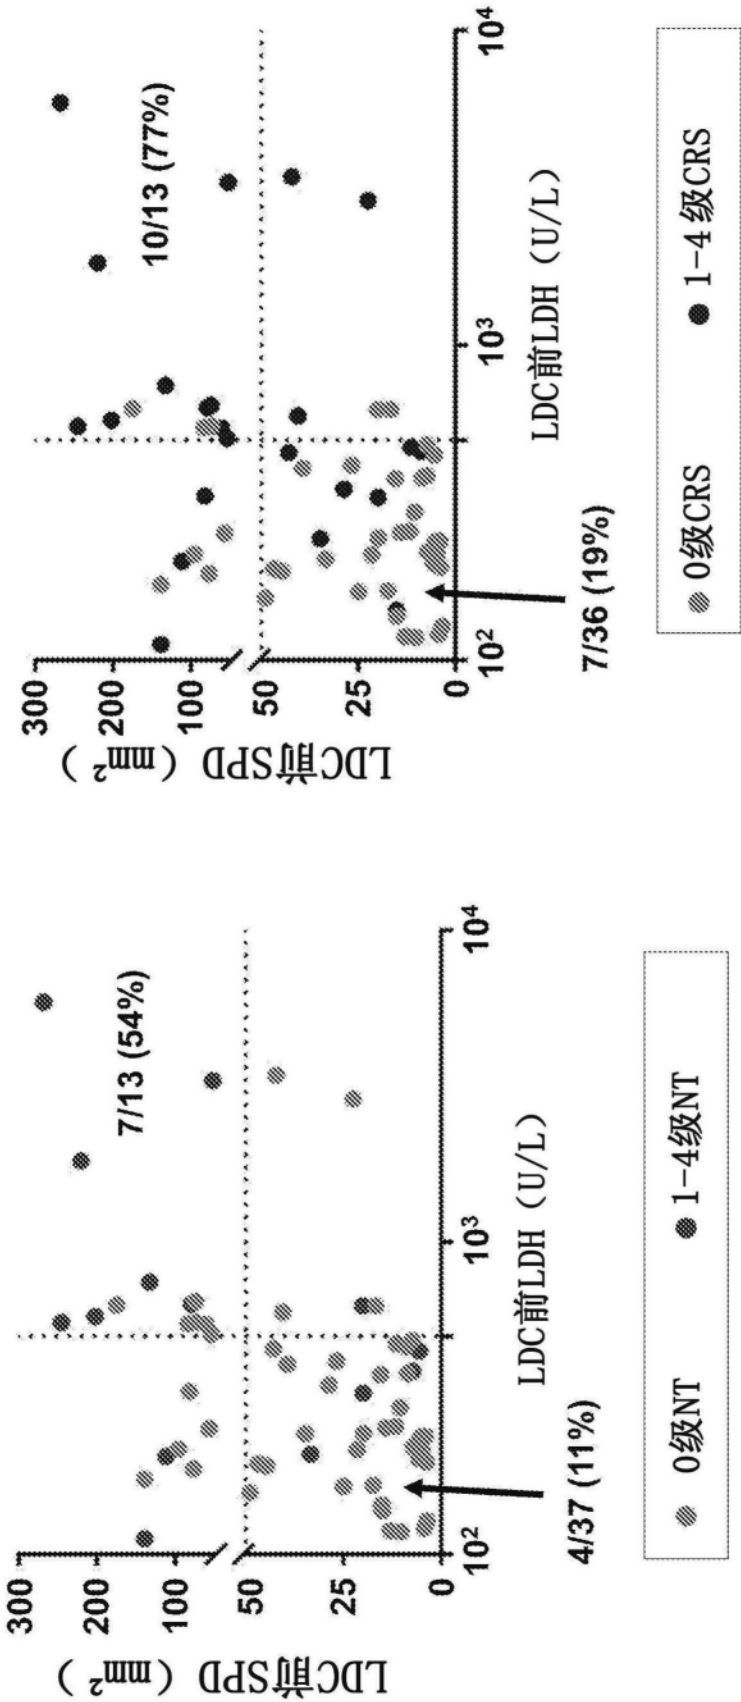 300
200
100
50
25
0
LDC前SPD (mm²)
10² 10³ 10⁴
LDC前LDH (U/L)
7/13 (54%)
4/37 (11%)
0级NT 1-4级NT
300
200
100
50
25
0
LDC前SPD (mm²)
10² 10³ 10⁴
LDC前LDH (U/L)
10/13 (77%)
7/36 (19%)
0级CRS 1-4级CRS